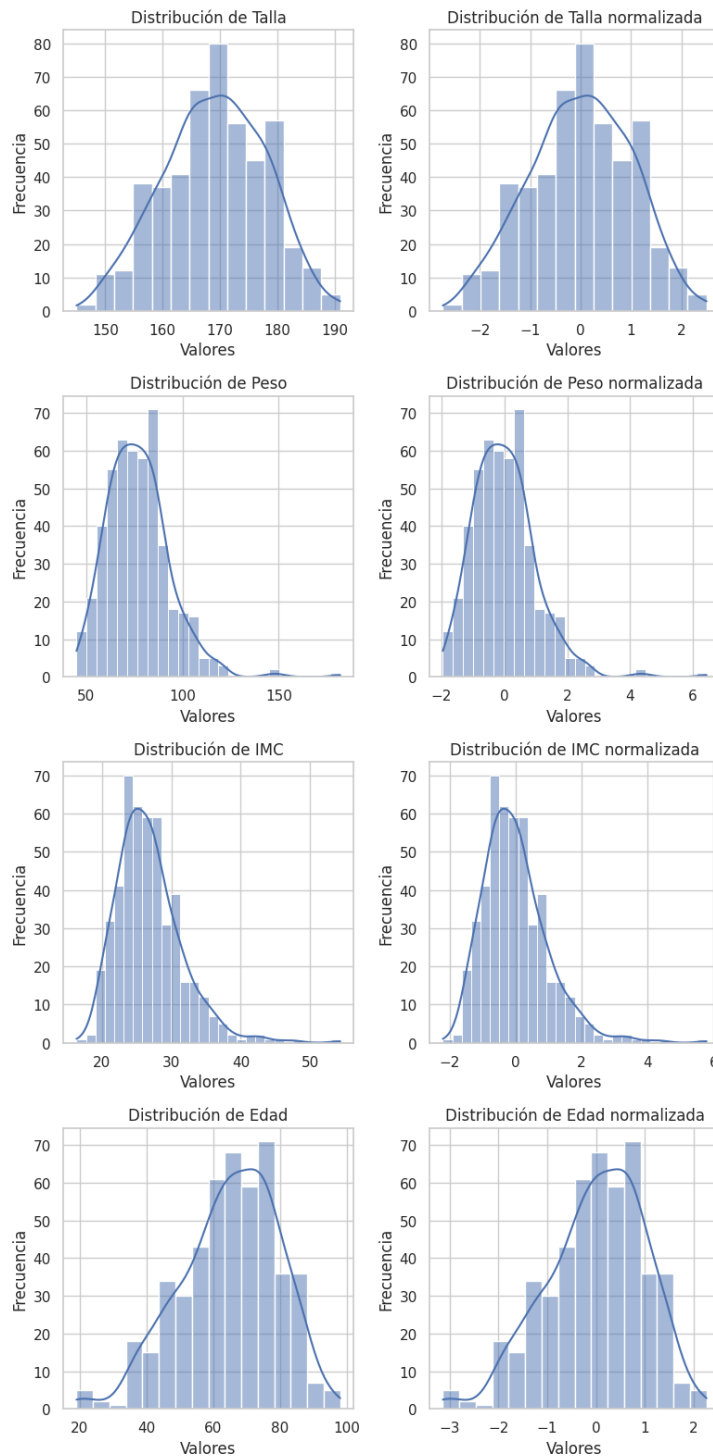 Distribución de Talla
Distribución de Talla normalizada
Frecuencia
80
70
60
50
40
30
20
10
0
150 160 170 180 190
Valores
Frecuencia
80
70
60
50
40
30
20
10
0
−2 −1 0 1 2
Valores
Distribución de Peso
Distribución de Peso normalizada
Frecuencia
70
60
50
40
30
20
10
0
50 100 150
Valores
Frecuencia
70
60
50
40
30
20
10
0
−2 0 2 4 6
Valores
Distribución de IMC
Distribución de IMC normalizada
Frecuencia
70
60
50
40
30
20
10
0
20 30 40 50
Valores
Frecuencia
70
60
50
40
30
20
10
0
−2 0 2 4 6
Valores
Distribución de Edad
Distribución de Edad normalizada
Frecuencia
70
60
50
40
30
20
10
0
20 40 60 80 100
Valores
Frecuencia
70
60
50
40
30
20
10
0
−3 −2 −1 0 1 2
Valores